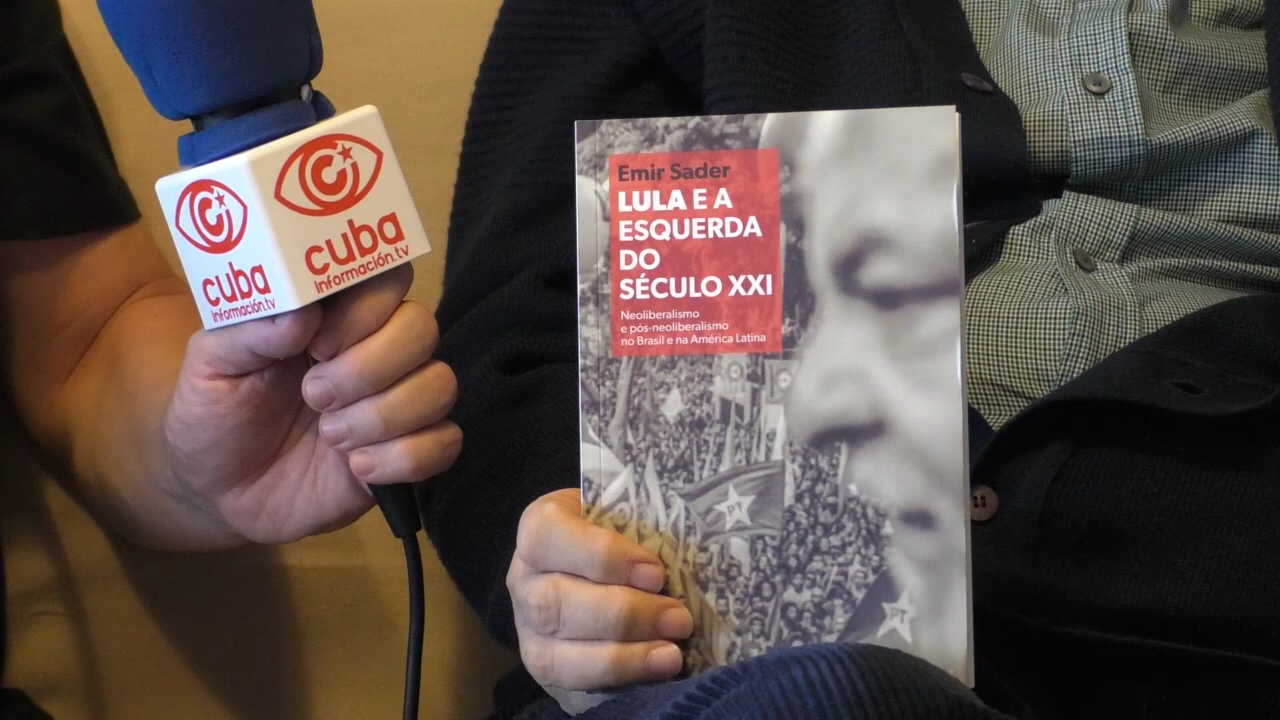 cuba
información.tv
cuba
información.tv
Emir Sader
LULA E A
ESQUERDA
DO
SÉCULO XXI
Neoliberalismo
e pós-neoliberalismo
no Brasil e na América Latina
PT
PT